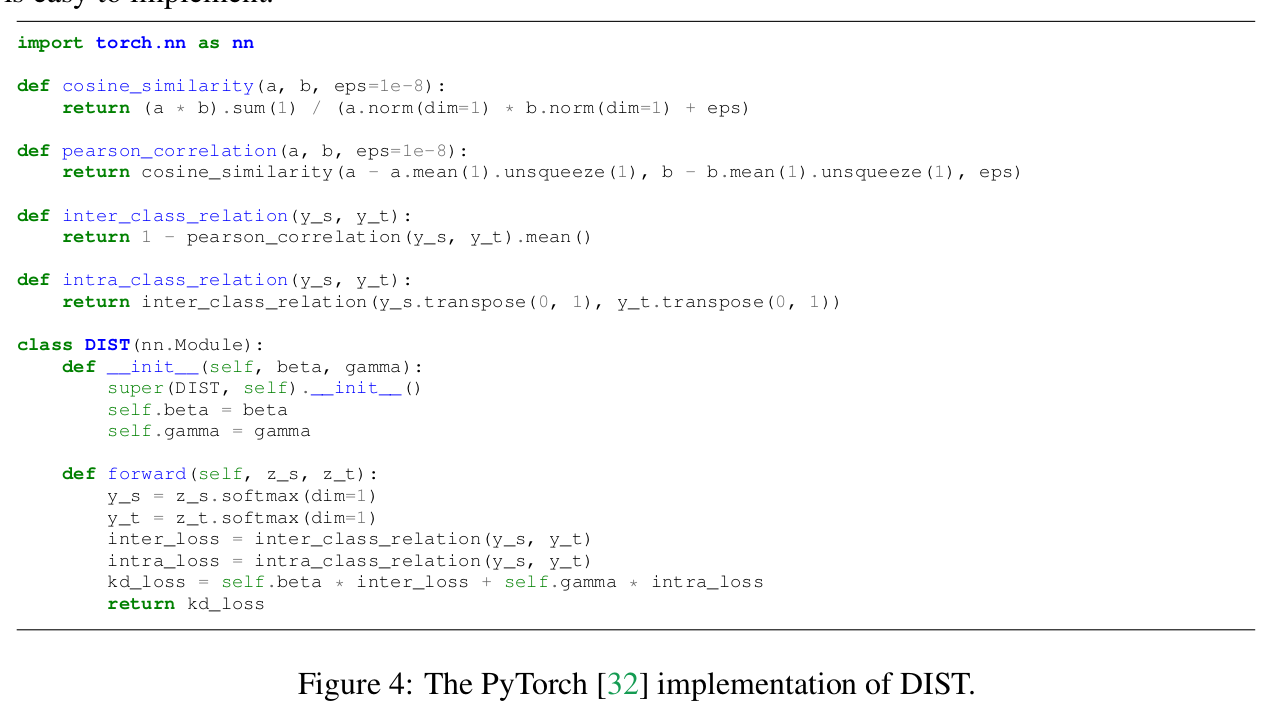 is easy to implement.
import torch.nn as nn
def cosine_similarity(a, b, eps=1e-8):
    return (a * b).sum(1) / (a.norm(dim=1) * b.norm(dim=1) + eps)
def pearson_correlation(a, b, eps=1e-8):
    return cosine_similarity(a - a.mean(1).unsqueeze(1), b - b.mean(1).unsqueeze(1), eps)
def inter_class_relation(y_s, y_t):
    return 1 - pearson_correlation(y_s, y_t).mean()
def intra_class_relation(y_s, y_t):
    return inter_class_relation(y_s.transpose(0, 1), y_t.transpose(0, 1))
class DIST(nn.Module):
    def __init__(self, beta, gamma):
        super(DIST, self).__init__()
        self.beta = beta
        self.gamma = gamma
    def forward(self, z_s, z_t):
        y_s = z_s.softmax(dim=1)
        y_t = z_t.softmax(dim=1)
        inter_loss = inter_class_relation(y_s, y_t)
        intra_loss = intra_class_relation(y_s, y_t)
        kd_loss = self.beta * inter_loss + self.gamma * intra_loss
        return kd_loss
Figure 4: The PyTorch [32] implementation of DIST.